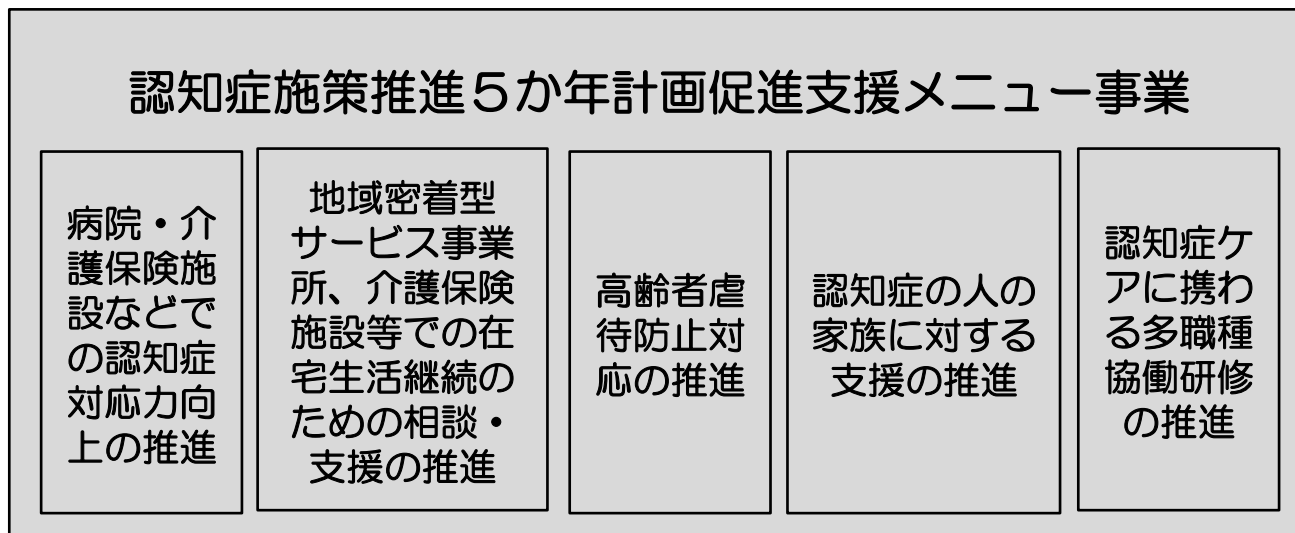 認知症施策推進５か年計画促進支援メニュー事業
病院・介
護保険施
設などで
の認知症
対応力向
上の推進
地域密着型
サービス事業
所、介護保険
施設等での在
宅生活継続の
ための相談・
支援の推進
高齢者虐
待防止対
応の推進
認知症の人の
家族に対する
支援の推進
認知症ケ
アに携わ
る多職種
協働研修
の推進